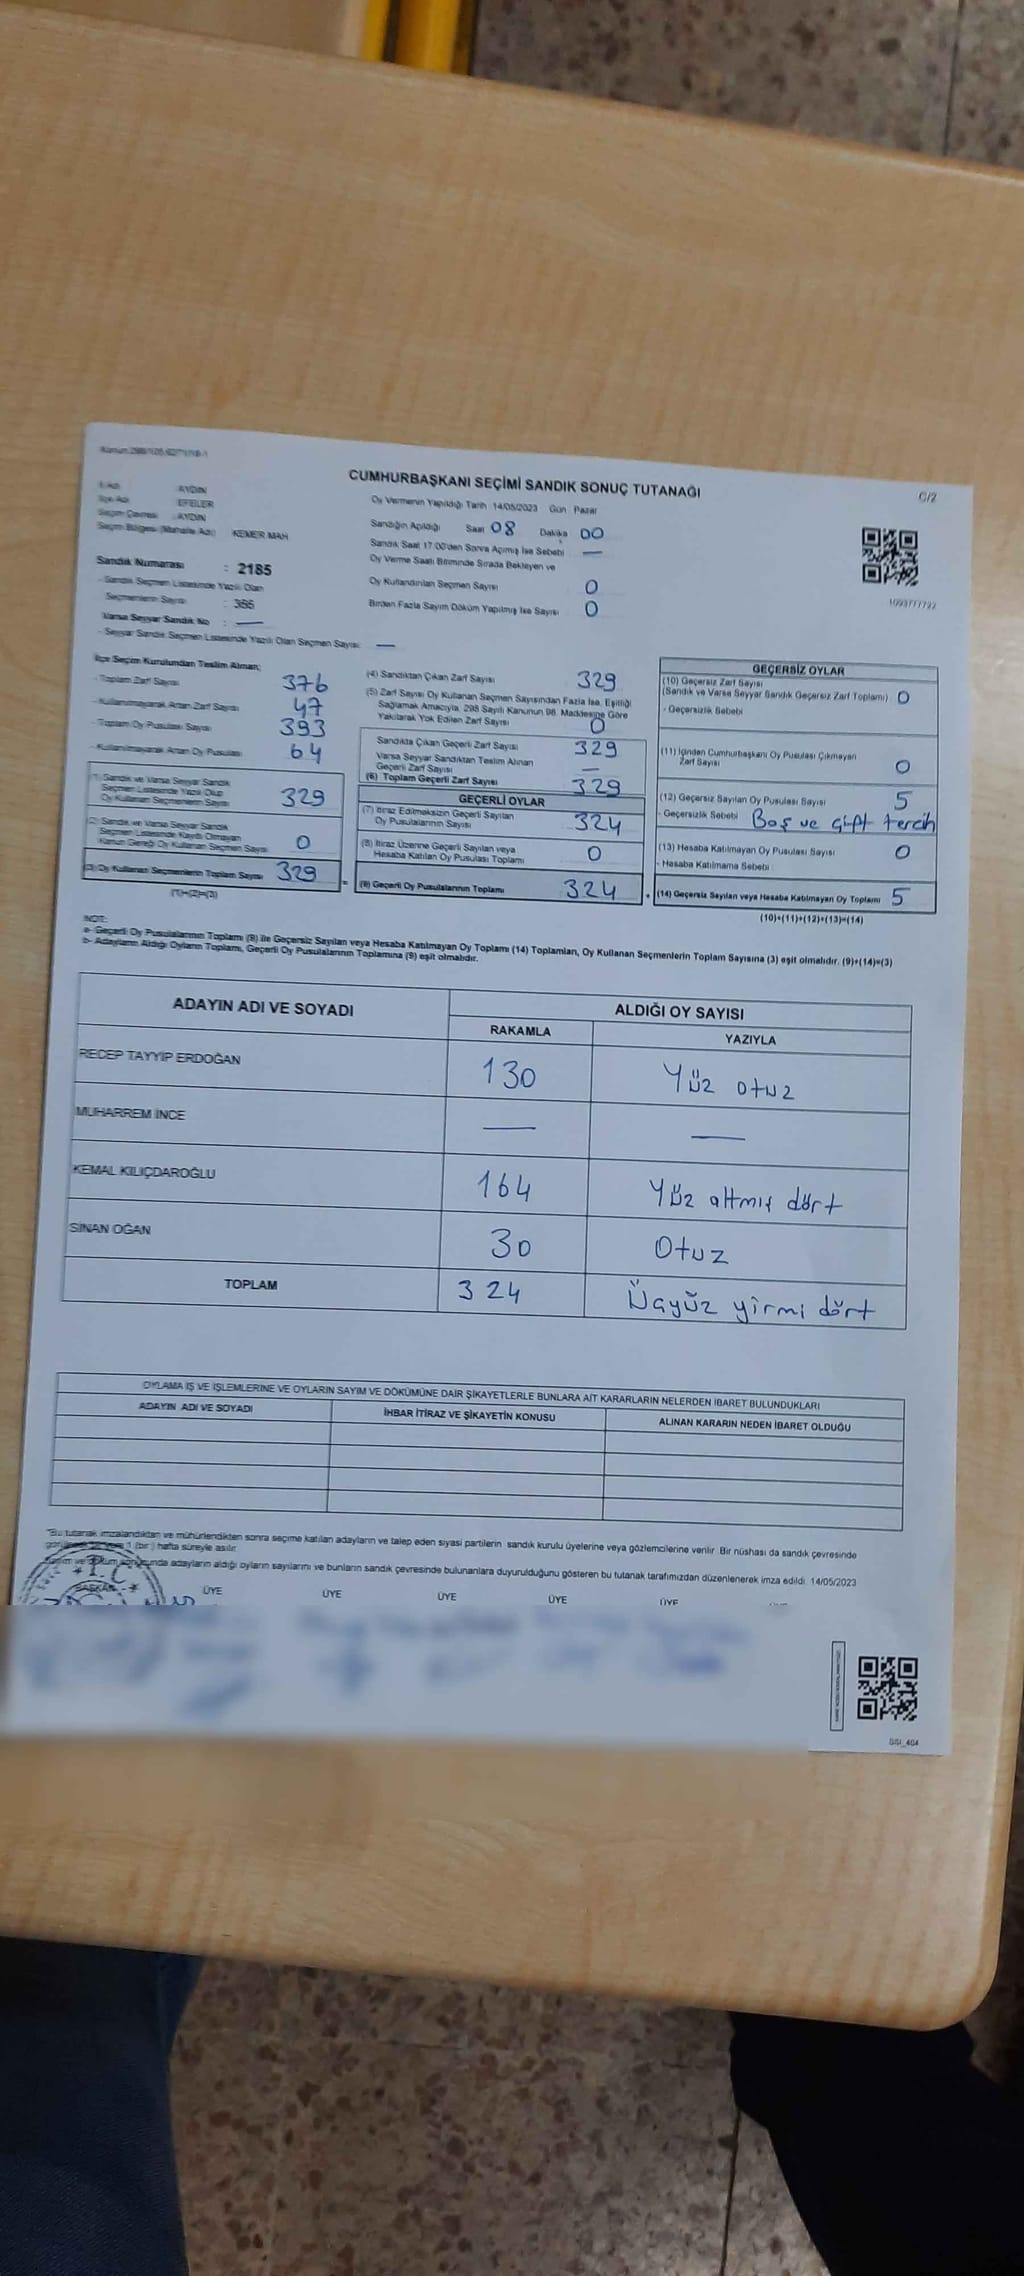 CUMHURBAŞKANI SEÇİMİ SANDIK SONUÇ TUTANAĞI
C/2
İl Adı : AYDIN
İlçe Adı : EFELER
Seçim Çevresi : AYDIN
Seçim Bölgesi (Mahalle Adı) : KEMER MAH
Sandık Numarası : 2185
- Sandık Seçmen Listesinde Yazılı Olan
Seçmenlerin Sayısı
Varsa Seyyar Sandık No : —
- Seyyar Sandık Seçmen Listesinde Yazılı Olan Seçmen Sayısı: —
Oy Vermenin Yapıldığı Tarih 14/05/2023 Gün Pazar
Sandığın Açıldığı Saat 08 Dakika 00
Sandık Saat 17:00'den Sonra Açılmış İse Sebebi —
Oy Verme Saati Bitiminde Sırada Bekleyen ve
Oy Kullandırılan Seçmen Sayısı 0
Birden Fazla Sayım Döküm Yapılmış İse Sayısı 0
1093777792
İlçe Seçim Kurulundan Teslim Alınan;
- Toplam Zarf Sayısı 376
- Kullanılmayarak Artan Zarf Sayısı 47
- Toplam Oy Pusulası Sayısı 393
- Kullanılmayarak Artan Oy Pusulası 64
(1) Sandık ve Varsa Seyyar Sandık
Seçmen Listesinde Yazılı Olup
Oy Kullanan Seçmenlerin Sayısı 329
(2) Sandık ve Varsa Seyyar Sandık
Seçmen Listesinde Kaydı Olmayan
Kanun Gereği Oy Kullanan Seçmen Sayısı 0
(3) Oy Kullanan Seçmenlerin Toplam Sayısı 329
(1)+(2)=(3)
(4) Sandıktan Çıkan Zarf Sayısı 329
(5) Zarf Sayısı Oy Kullanan Seçmen Sayısından Fazla İse, Eşitliği
Sağlamak Amacıyla, 298 Sayılı Kanunun 98. Maddesine Göre
Yakılarak Yok Edilen Zarf Sayısı 0
Sandıkta Çıkan Geçerli Zarf Sayısı 329
Varsa Seyyar Sandıktan Teslim Alınan
Geçerli Zarf Sayısı —
(6) Toplam Geçerli Zarf Sayısı 329
GEÇERLİ OYLAR
(7) İtiraz Edilmeksizin Geçerli Sayılan
Oy Pusulalarının Sayısı 324
(8) İtiraz Üzerine Geçerli Sayılan veya
Hesaba Katılan Oy Pusulası Toplamı 0
(9) Geçerli Oy Pusulalarının Toplamı 324
GEÇERSİZ OYLAR
(10) Geçersiz Zarf Sayısı
(Sandık ve Varsa Seyyar Sandık Geçersiz Zarf Toplamı) 0
- Geçersizlik Sebebi
(11) İçinden Cumhurbaşkanı Oy Pusulası Çıkmayan
Zarf Sayısı 0
(12) Geçersiz Sayılan Oy Pusulası Sayısı 5
- Geçersizlik Sebebi Boş ve çift tercih
(13) Hesaba Katılmayan Oy Pusulası Sayısı 0
- Hesaba Katılmama Sebebi
(14) Geçersiz Sayılan veya Hesaba Katılmayan Oy Toplamı 5
(10)+(11)+(12)+(13)=(14)
NOT:
a- Geçerli Oy Pusulalarının Toplamı (9) ile Geçersiz Sayılan veya Hesaba Katılmayan Oy Toplamı (14) Toplamları, Oy Kullanan Seçmenlerin Toplam Sayısına (3) eşit olmalıdır. (9)+(14)=(3)
b- Adayların Aldığı Oyların Toplamı, Geçerli Oy Pusulalarının Toplamına (9) eşit olmalıdır.
ADAYIN ADI VE SOYADI ALDIĞI OY SAYISI
RAKAMLA YAZIYLA
RECEP TAYYİP ERDOĞAN 130 Yüz otuz
MUHARREM İNCE — —
KEMAL KILIÇDAROĞLU 164 Yüz altmış dört
SİNAN OĞAN 30 Otuz
TOPLAM 324 Üçyüz yirmi dört
OYLAMA İŞ VE İŞLEMLERİNE VE OYLARIN SAYIM VE DÖKÜMÜNE DAİR ŞİKAYETLERLE BUNLARA AİT KARARLARIN NELERDEN İBARET BULUNDUKLARI
ADAYIN ADI VE SOYADI İHBAR İTİRAZ VE ŞİKAYETİN KONUSU ALINAN KARARIN NEDEN İBARET OLDUĞU
"Bu tutanak imzalandıktan ve mühürlendikten sonra seçime katılan adayların ve talep eden siyasi partilerin sandık kurulu üyelerine veya gözlemcilerine verilir. Bir nüshası da sandık çevresinde
1 (bir) hafta süreyle asılır.
adayların aldığı oyların sayılarını ve bunların sandık çevresinde bulunanlara duyurulduğunu gösteren bu tutanak tarafımızdan düzenlenerek imza edildi. 14/05/2023
BAŞKAN ÜYE ÜYE ÜYE ÜYE ÜYE